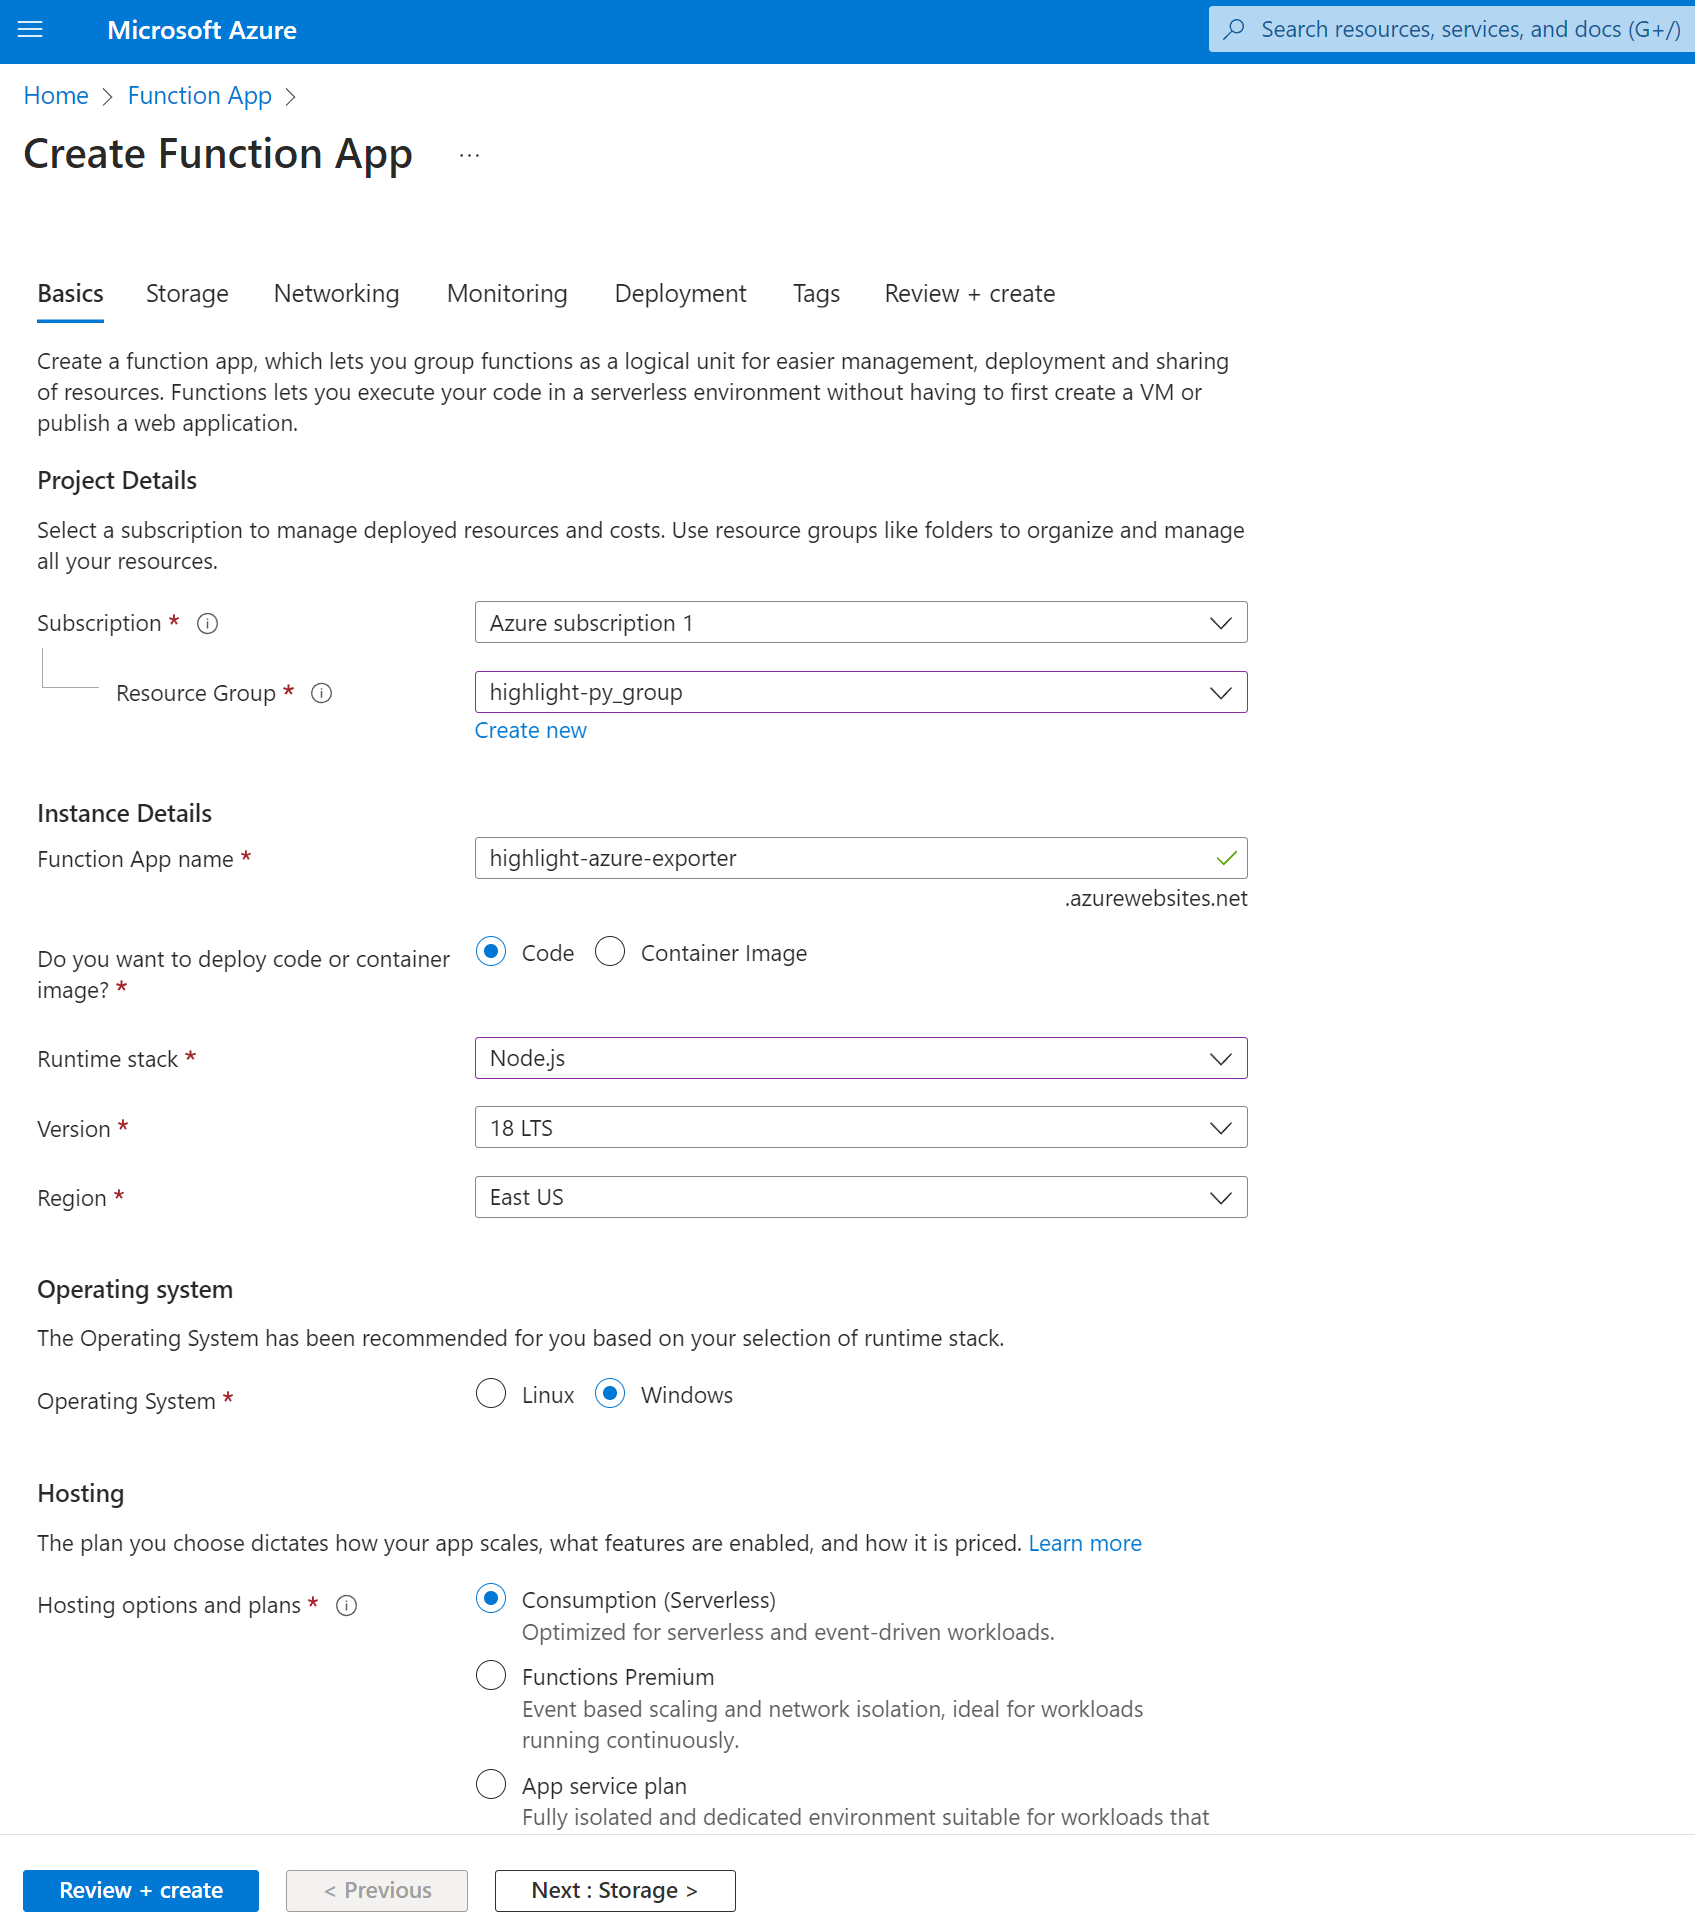 Microsoft Azure
Search resources, services, and docs (G+/)
Home > Function App >
Create Function App ...
Basics Storage Networking Monitoring Deployment Tags Review + create
Create a function app, which lets you group functions as a logical unit for easier management, deployment and sharing
of resources. Functions lets you execute your code in a serverless environment without having to first create a VM or
publish a web application.
Project Details
Select a subscription to manage deployed resources and costs. Use resource groups like folders to organize and manage
all your resources.
Subscription * Azure subscription 1
Resource Group * highlight-py_group
Create new
Instance Details
Function App name * highlight-azure-exporter
.azurewebsites.net
Do you want to deploy code or container
image? *
Code Container Image
Runtime stack * Node.js
Version * 18 LTS
Region * East US
Operating system
The Operating System has been recommended for you based on your selection of runtime stack.
Operating System * Linux Windows
Hosting
The plan you choose dictates how your app scales, what features are enabled, and how it is priced. Learn more
Hosting options and plans * Consumption (Serverless)
Optimized for serverless and event-driven workloads.
Functions Premium
Event based scaling and network isolation, ideal for workloads
running continuously.
App service plan
Fully isolated and dedicated environment suitable for workloads that
Review + create < Previous Next : Storage >